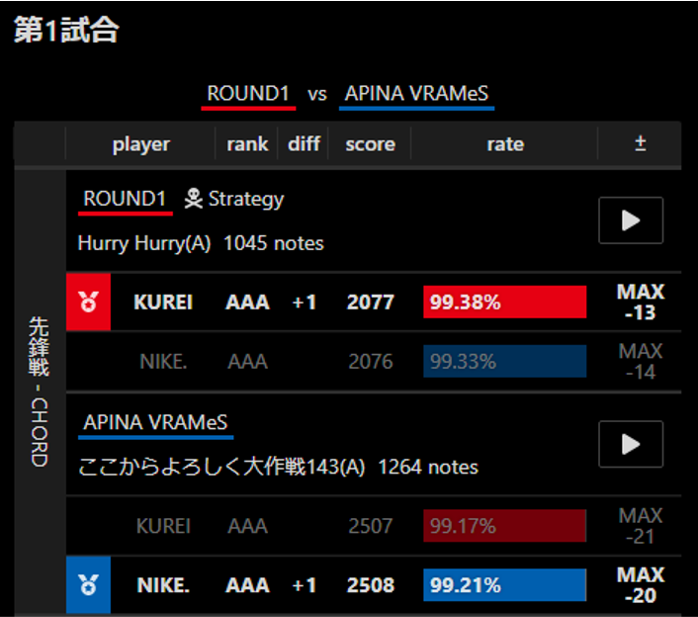 第1試合
ROUND1 vs APINA VRAMeS
player rank diff score rate ±
先鋒戦 - CHORD
ROUND1 Strategy
Hurry Hurry(A) 1045 notes
KUREI AAA +1 2077 99.38% MAX -13
NIKE. AAA 2076 99.33% MAX -14
APINA VRAMeS
ここからよろしく大作戦143(A) 1264 notes
KUREI AAA 2507 99.17% MAX -21
NIKE. AAA +1 2508 99.21% MAX -20